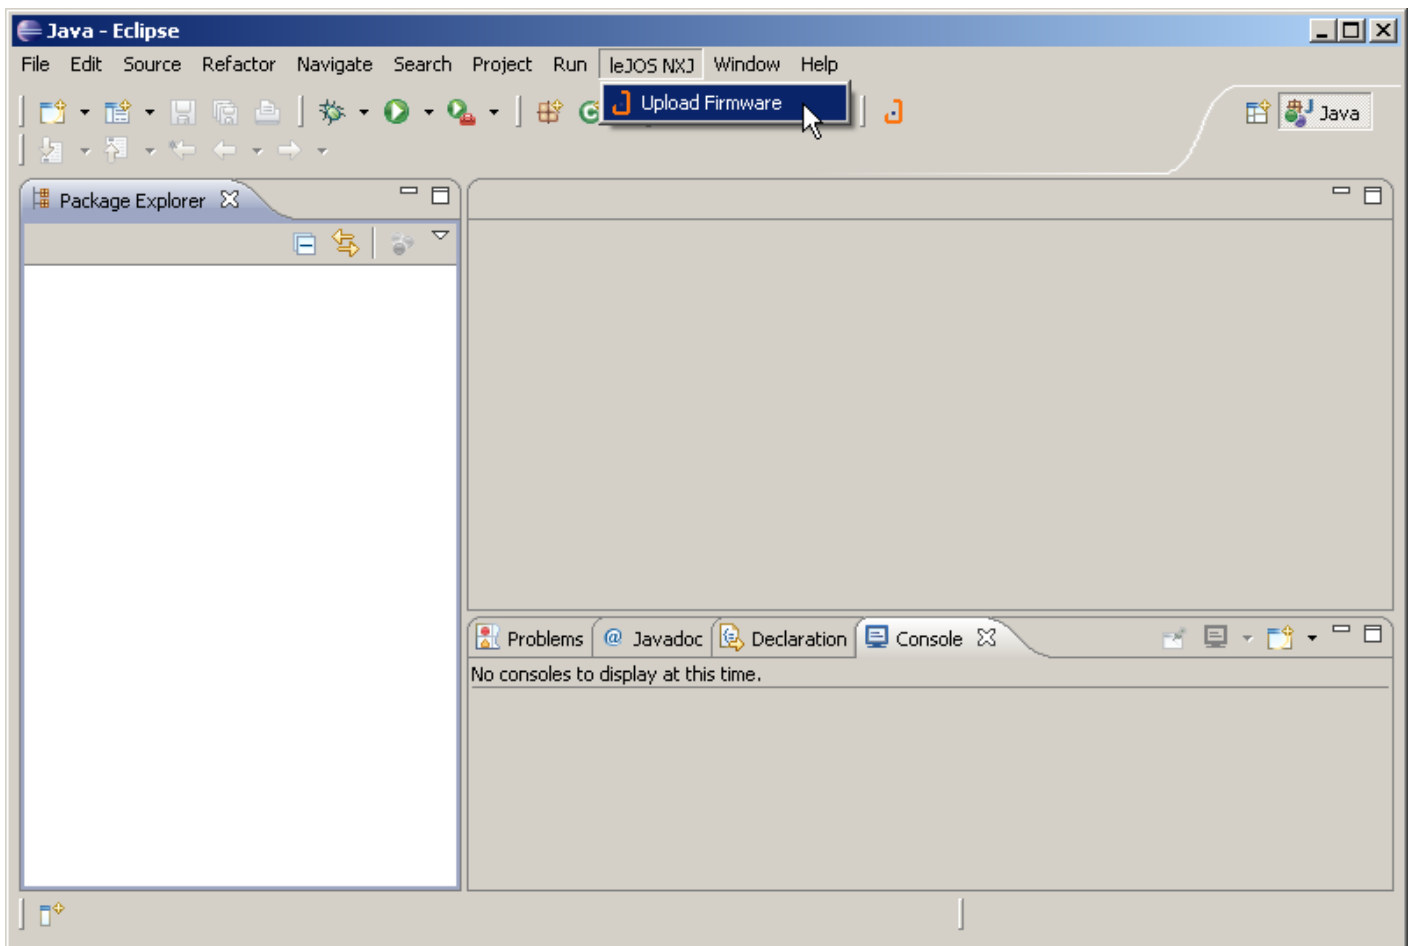 Java - Eclipse
File Edit Source Refactor Navigate Search Project Run leJOS NXJ Window Help
Upload Firmware
Java
Package Explorer
Problems @ Javadoc Declaration Console
No consoles to display at this time.